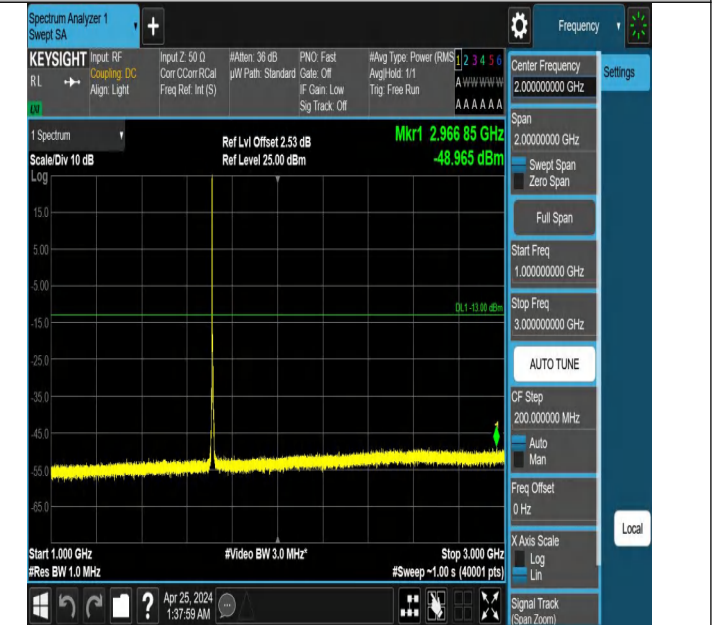 Spectrum Analyzer 1
Swept SA
+
Frequency
KEYSIGHT
RL
LXI
Input: RF
Coupling: DC
Align: Light
Input Z: 50 Ω
Corr CCorr RCal
Freq Ref: Int (S)
#Atten: 36 dB
µW Path: Standard
PNO: Fast
Gate: Off
IF Gain: Low
Sig Track: Off
#Avg Type: Power (RMS
Avg|Hold: 1/1
Trig: Free Run
1 2 3 4 5 6
A W W W W W
A A A A A A
Center Frequency
2.000000000 GHz
Settings
1 Spectrum
Scale/Div 10 dB
Log
Ref Lvl Offset 2.53 dB
Ref Level 25.00 dBm
Mkr1 2.966 85 GHz
-48.965 dBm
Span
2.00000000 GHz
Swept Span
Zero Span
Full Span
Start Freq
1.000000000 GHz
Stop Freq
3.000000000 GHz
AUTO TUNE
CF Step
200.000000 MHz
Auto
Man
Freq Offset
0 Hz
X Axis Scale
Log
Lin
Signal Track
(Span Zoom)
Local
15.0
5.00
-5.00
DL1 -13.00 dBm
-15.0
-25.0
-35.0
-45.0
1
-55.0
-65.0
Start 1.000 GHz
#Video BW 3.0 MHz*
Stop 3.000 GHz
#Res BW 1.0 MHz
#Sweep ~1.00 s (40001 pts)
?
Apr 25, 2024
1:37:59 AM